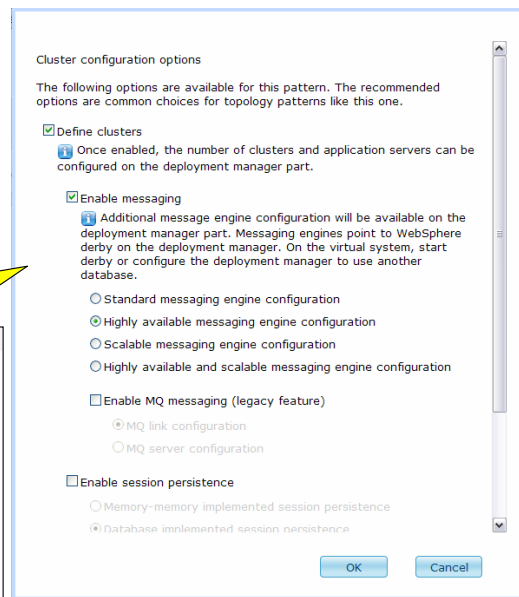 Cluster configuration options
The following options are available for this pattern. The recommended
options are common choices for topology patterns like this one.
Define clusters
Once enabled, the number of clusters and application servers can be
configured on the deployment manager part.
Enable messaging
Additional message engine configuration will be available on the
deployment manager part. Messaging engines point to WebSphere
derby on the deployment manager. On the virtual system, start
derby or configure the deployment manager to use another
database.
Standard messaging engine configuration
Highly available messaging engine configuration
Scalable messaging engine configuration
Highly available and scalable messaging engine configuration
Enable MQ messaging (legacy feature)
MQ link configuration
MQ server configuration
Enable session persistence
Memory-memory implemented session persistence
Database implemented session persistence
OK Cancel